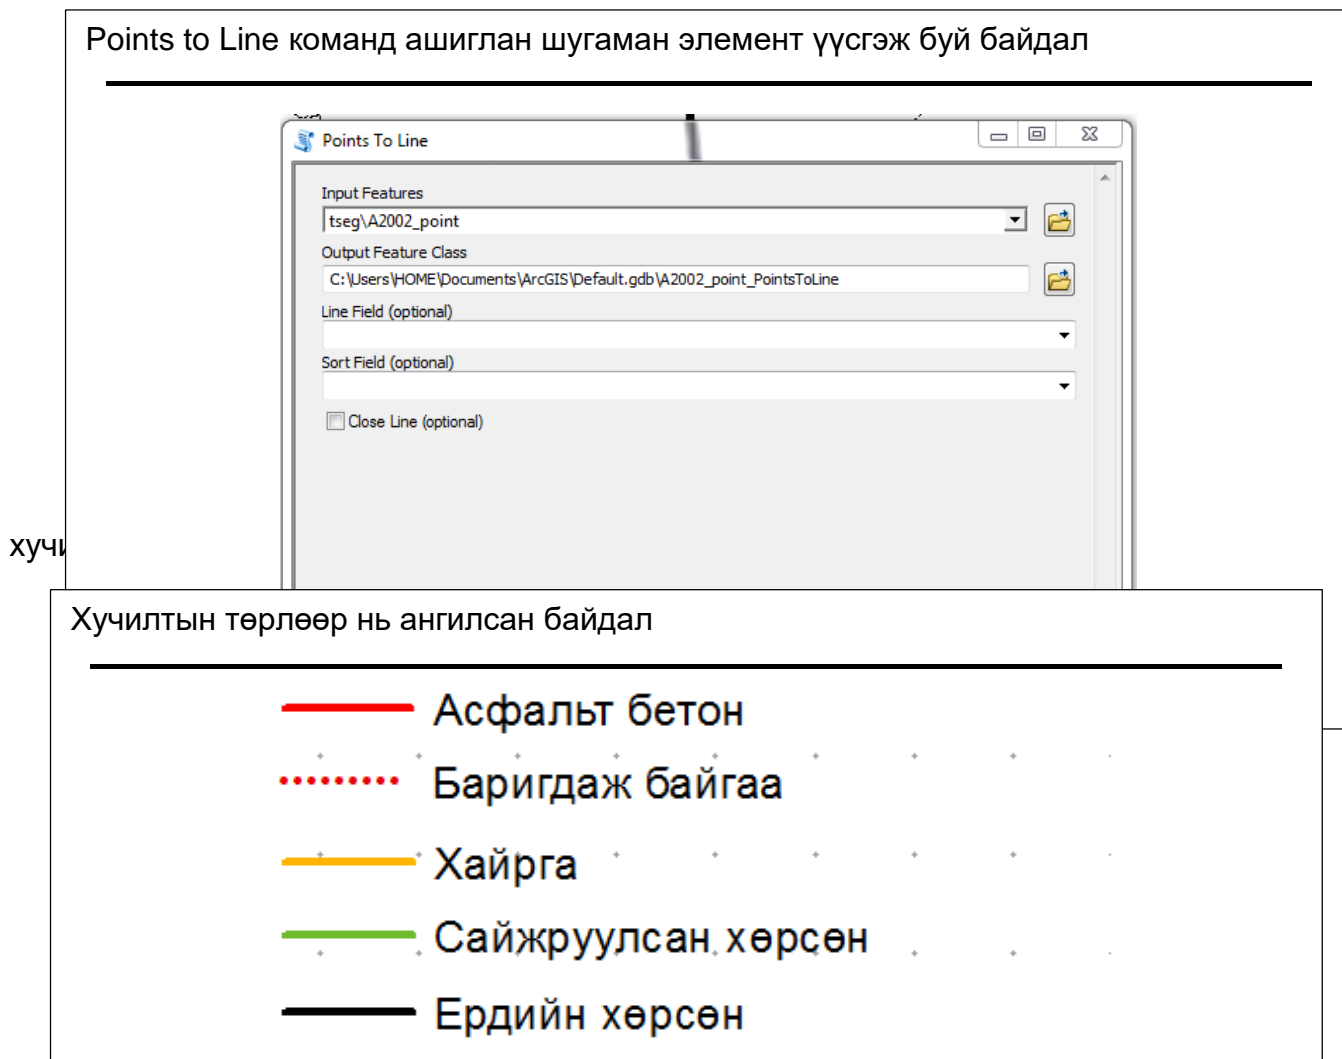 Points to Line команд ашиглан шугаман элемент үүсгэж буй байдал
Points To Line
Input Features
tseg\A2002_point
Output Feature Class
C:\Users\HOME\Documents\ArcGIS\Default.gdb\A2002_point_PointsToLine
Line Field (optional)
Sort Field (optional)
Close Line (optional)
Хучилтын төрлөөр нь ангилсан байдал
Асфальт бетон
Баригдаж байгаа
Хайрга
Сайжруулсан хөрсөн
Ердийн хөрсөн